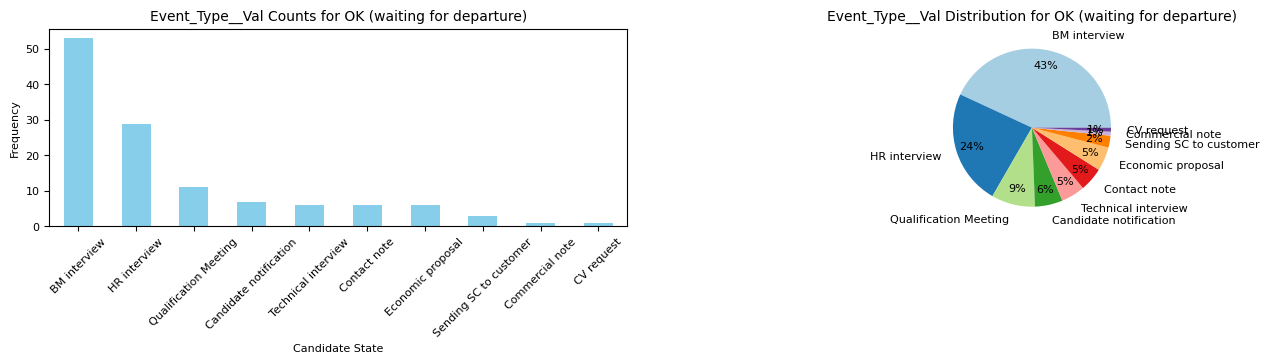 Event_Type__Val Counts for OK (waiting for departure)
50
40
30
20
10
0
Frequency
BM interview
HR interview
Qualification Meeting
Candidate notification
Technical interview
Contact note
Economic proposal
Sending SC to customer
Commercial note
CV request
Candidate State
Event_Type__Val Distribution for OK (waiting for departure)
BM interview
43%
HR interview
24%
Qualification Meeting
9%
Candidate notification
6%
Technical interview
5%
Contact note
5%
Economic proposal
5%
Sending SC to customer
2%
Commercial note
1%
CV request
1%